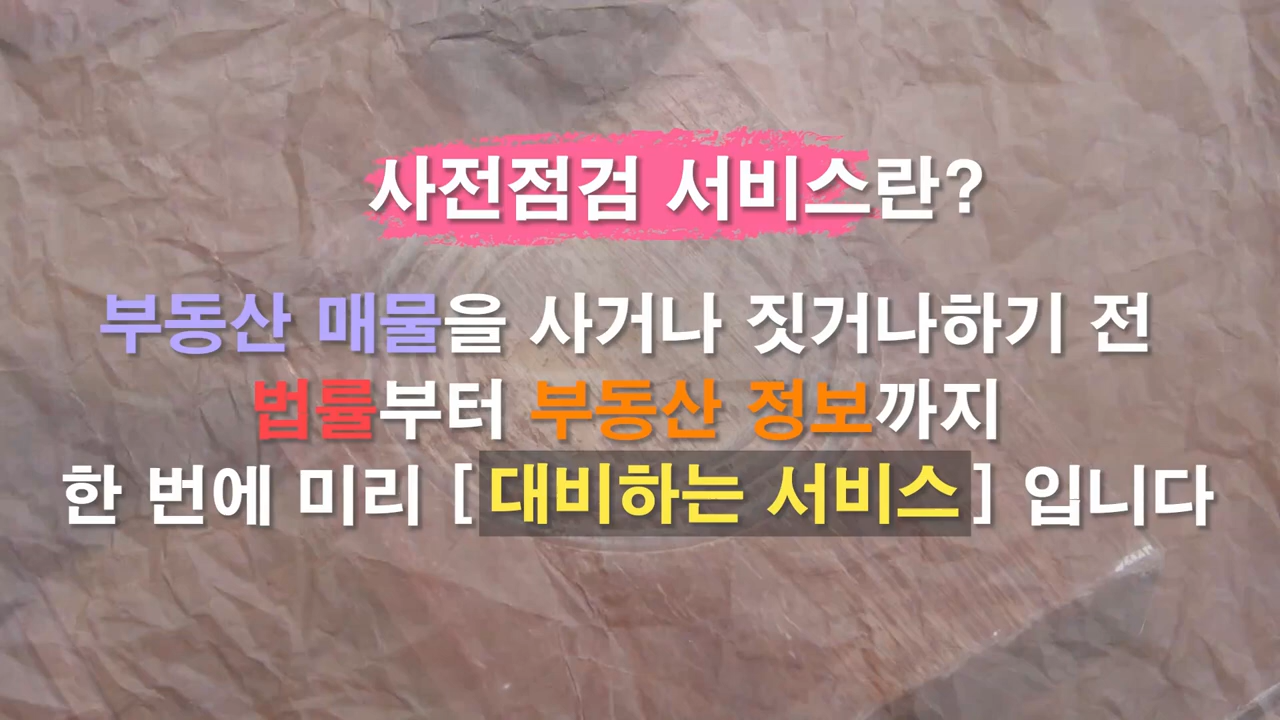 사전점검 서비스란?
부동산 매물을 사거나 짓거나하기 전
법률부터 부동산 정보까지
한 번에 미리 [대비하는 서비스] 입니다